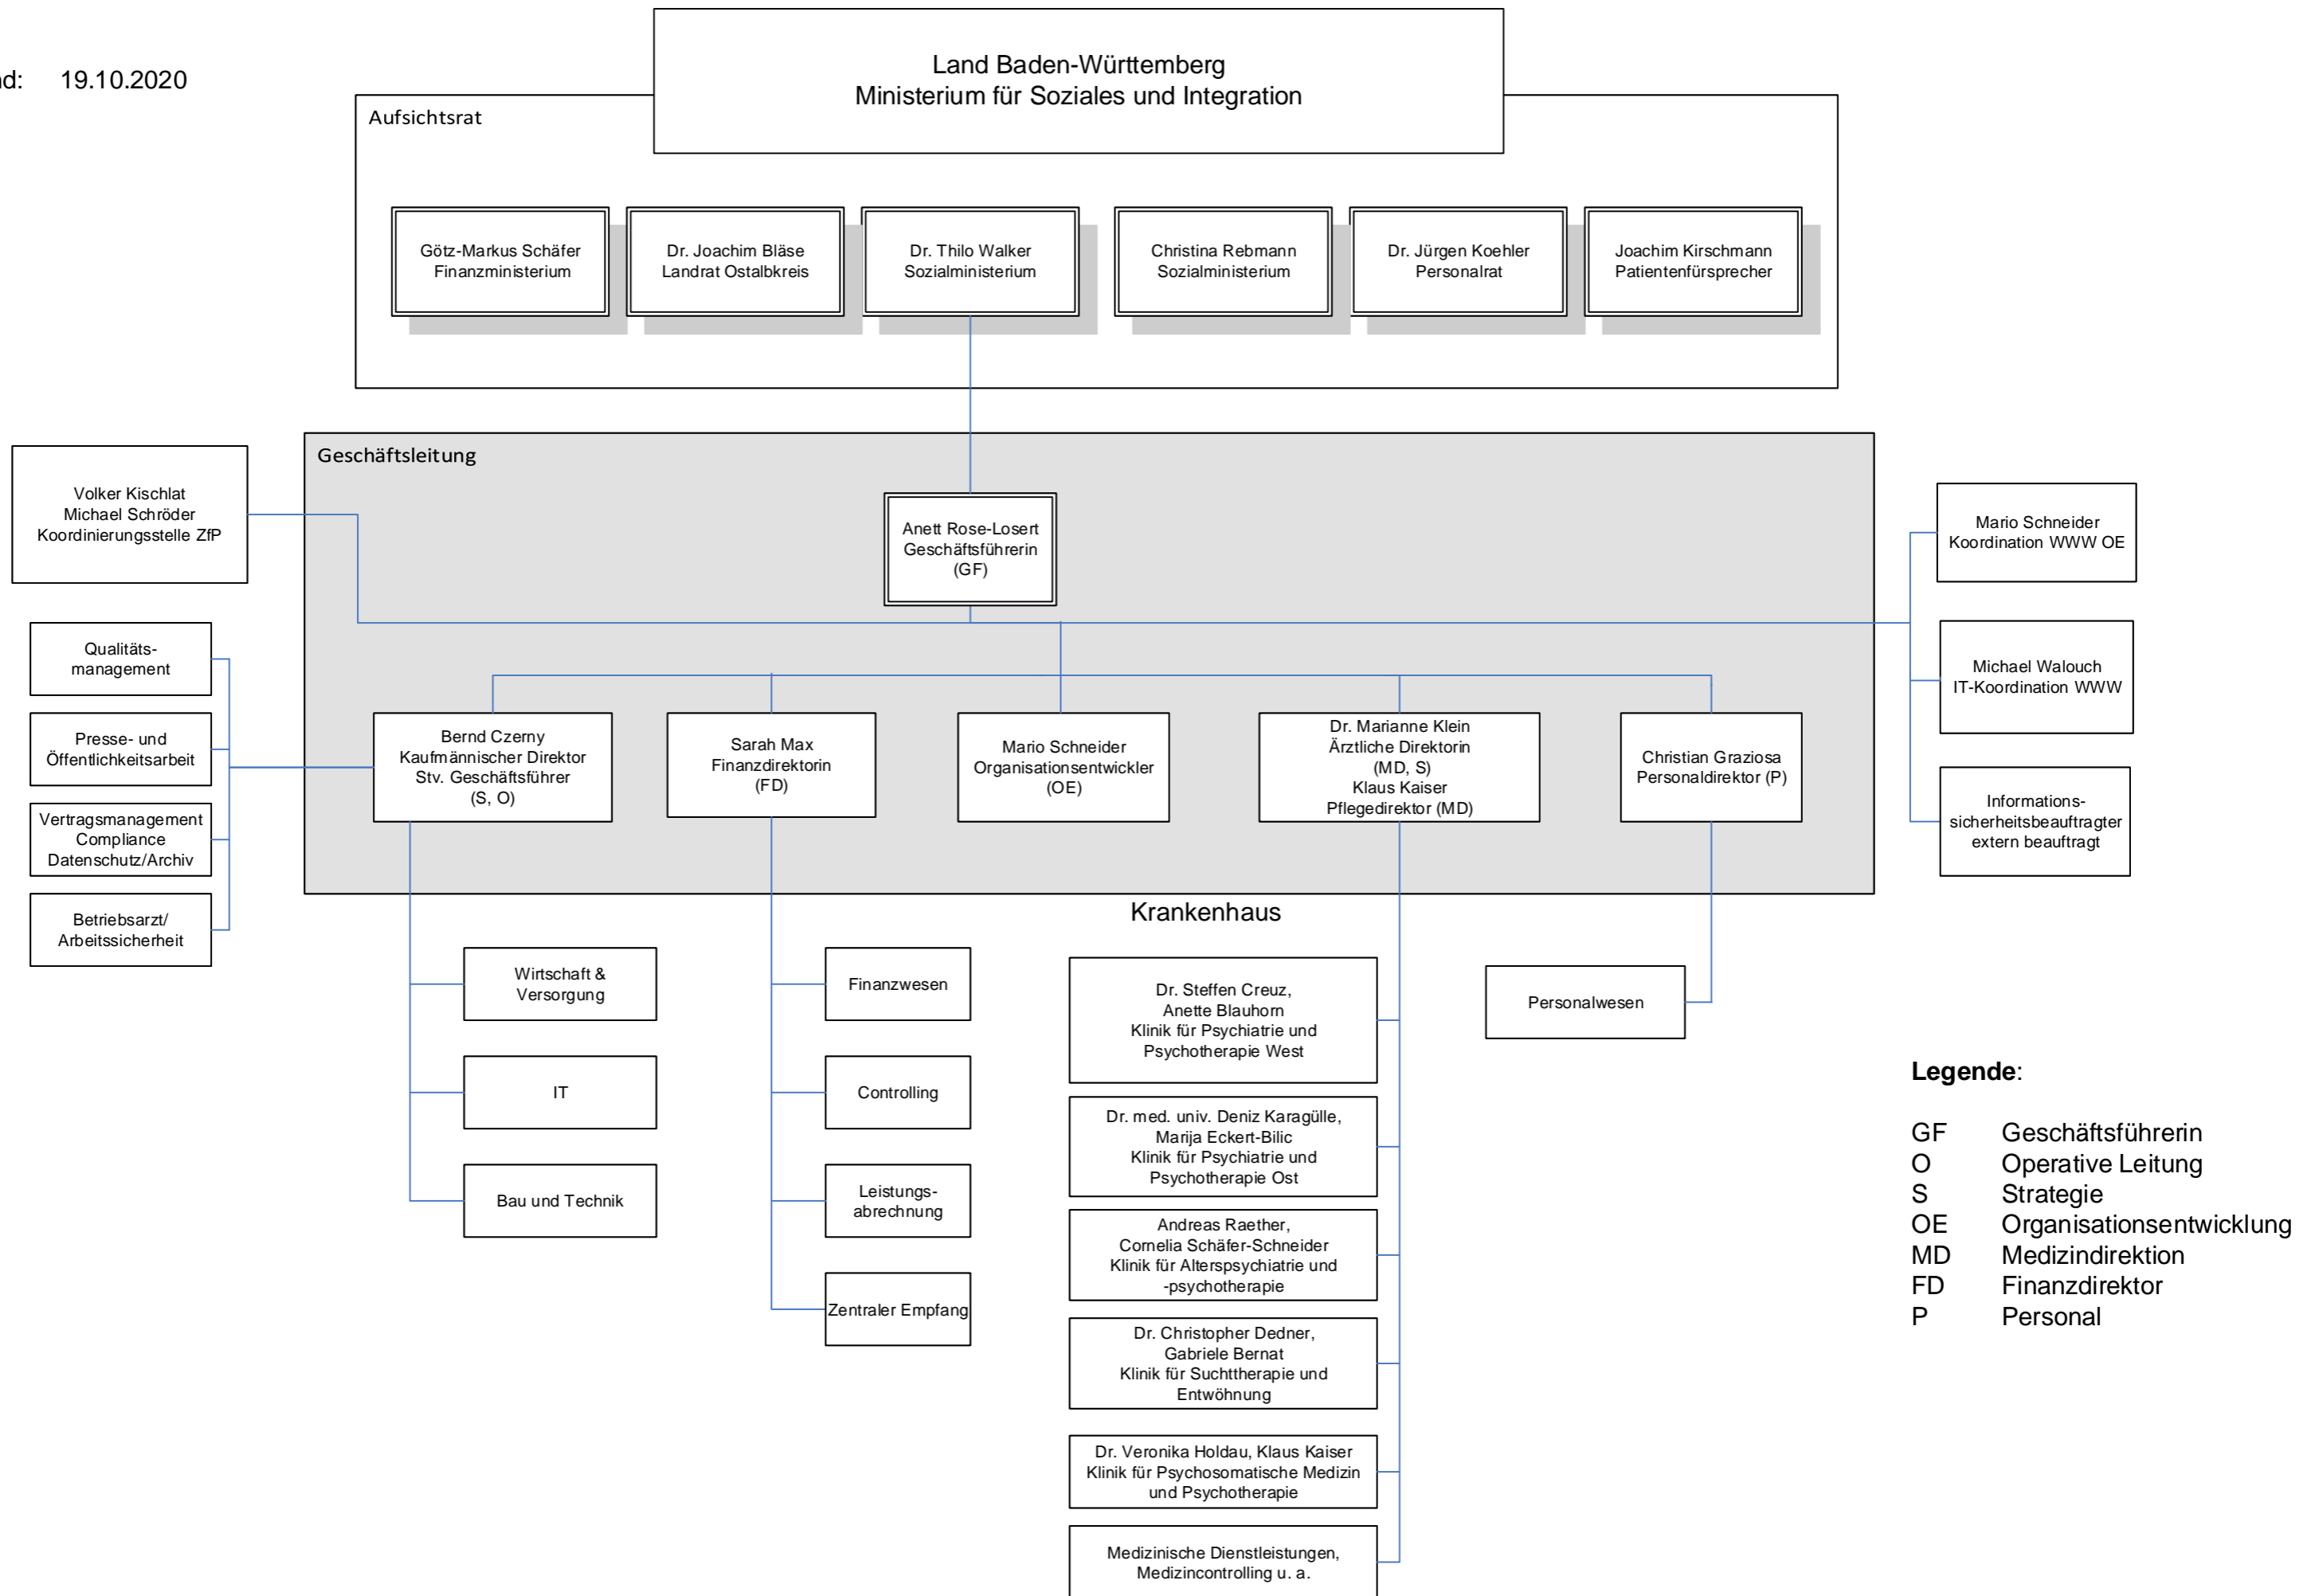 nd: 19.10.2020
Land Baden-Württemberg
Ministerium für Soziales und Integration
Aufsichtsrat
Götz-Markus Schäfer
Finanzministerium
Dr. Joachim Bläse
Landrat Ostalbkreis
Dr. Thilo Walker
Sozialministerium
Christina Rebmann
Sozialministerium
Dr. Jürgen Koehler
Personalrat
Joachim Kirschmann
Patientenfürsprecher
Geschäftsleitung
Volker Kischlat
Michael Schröder
Koordinierungsstelle ZfP
Anett Rose-Losert
Geschäftsführerin
(GF)
Mario Schneider
Koordination WWW OE
Michael Walouch
IT-Koordination WWW
Informations-
sicherheitsbeauftragter
extern beauftragt
Qualitäts-
management
Presse- und
Öffentlichkeitsarbeit
Vertragsmanagement
Compliance
Datenschutz/Archiv
Betriebsarzt/
Arbeitssicherheit
Bernd Czerny
Kaufmännischer Direktor
Stv. Geschäftsführer
(S, O)
Sarah Max
Finanzdirektorin
(FD)
Mario Schneider
Organisationsentwickler
(OE)
Dr. Marianne Klein
Ärztliche Direktorin
(MD, S)
Klaus Kaiser
Pflegedirektor (MD)
Christian Graziosa
Personaldirektor (P)
Krankenhaus
Wirtschaft &
Versorgung
IT
Bau und Technik
Finanzwesen
Controlling
Leistungs-
abrechnung
Zentraler Empfang
Dr. Steffen Creuz,
Anette Blauhorn
Klinik für Psychiatrie und
Psychotherapie West
Dr. med. univ. Deniz Karagülle,
Marija Eckert-Bilic
Klinik für Psychiatrie und
Psychotherapie Ost
Andreas Raether,
Cornelia Schäfer-Schneider
Klinik für Alterspsychiatrie und
-psychotherapie
Dr. Christopher Dedner,
Gabriele Bernat
Klinik für Suchttherapie und
Entwöhnung
Dr. Veronika Holdau, Klaus Kaiser
Klinik für Psychosomatische Medizin
und Psychotherapie
Medizinische Dienstleistungen,
Medizincontrolling u. a.
Personalwesen
Legende:
GF Geschäftsführerin
O Operative Leitung
S Strategie
OE Organisationsentwicklung
MD Medizindirektion
FD Finanzdirektor
P Personal